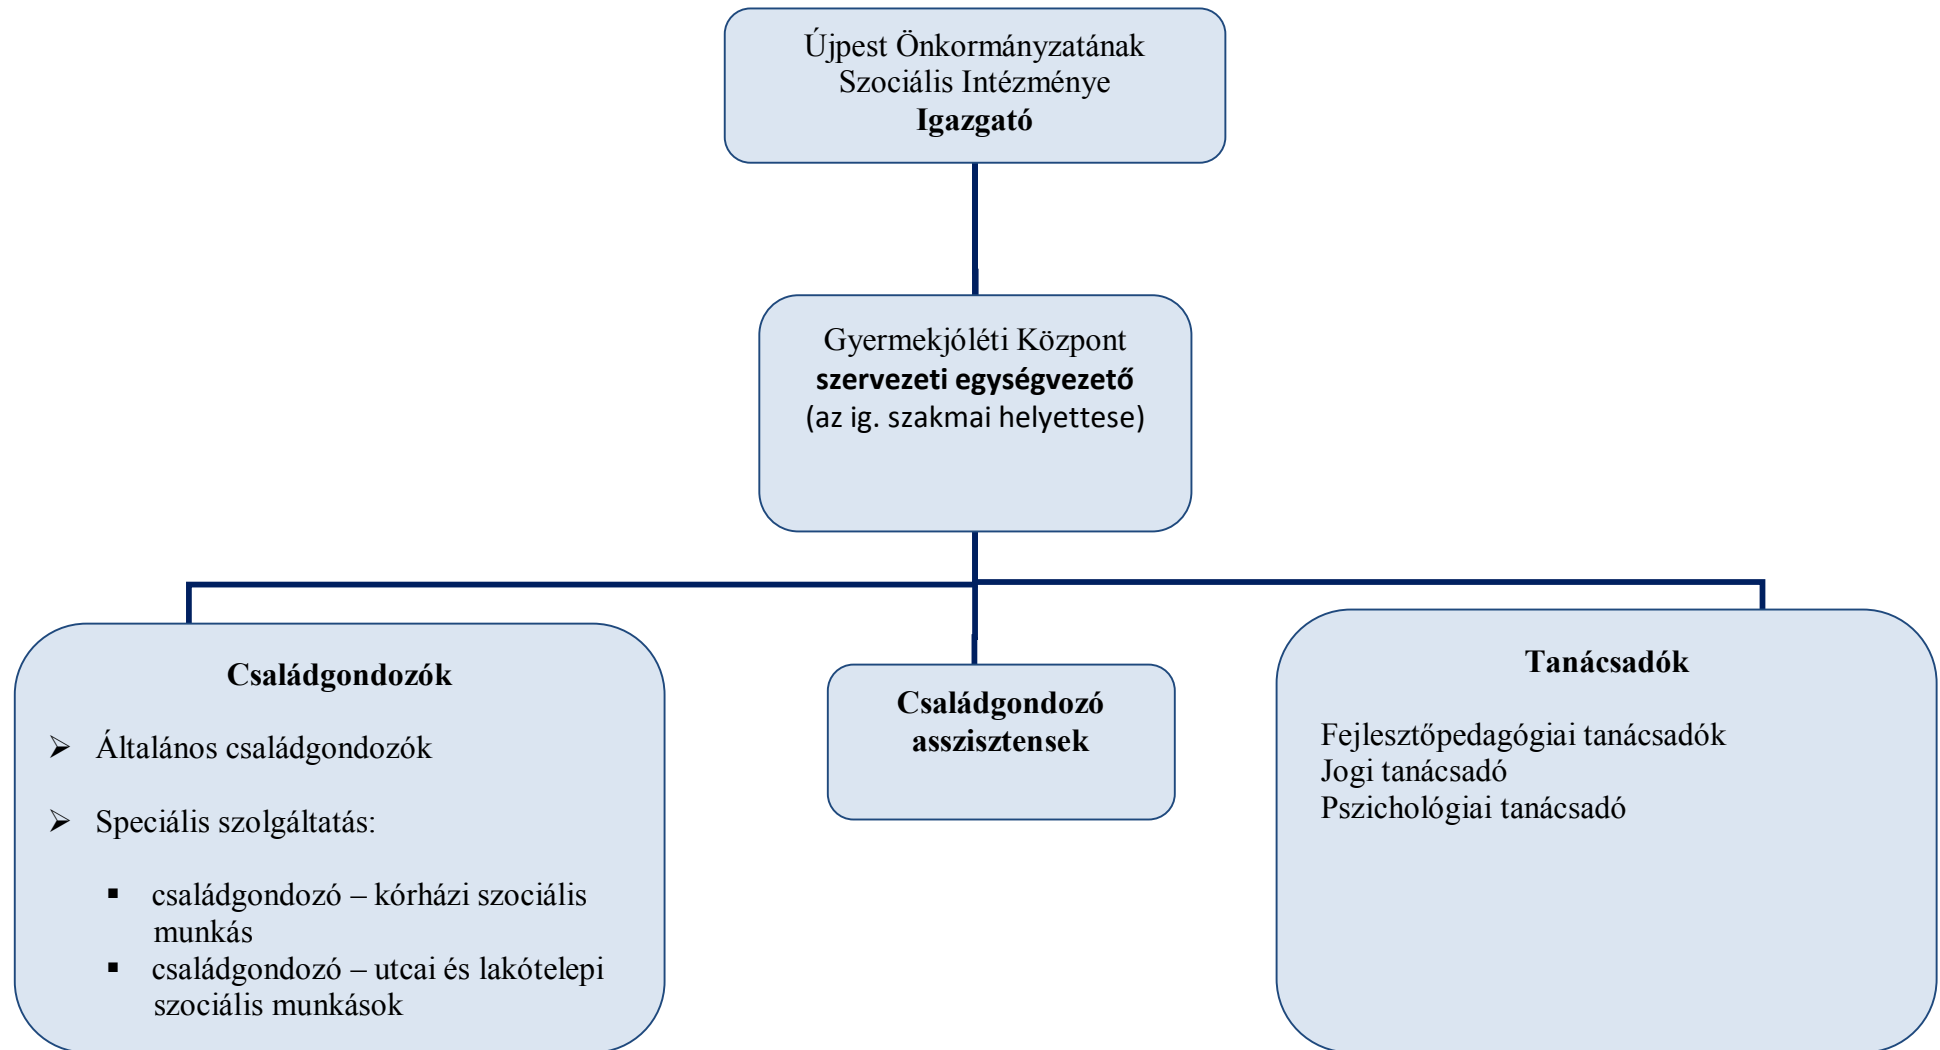 Újpest Önkormányzatának
Szociális Intézménye
Igazgató
Gyermekjóléti Központ
szervezeti egységvezető
(az ig. szakmai helyettese)
Családgondozók
➢ Általános családgondozók
➢ Speciális szolgáltatás:
▪ családgondozó – kórházi szociális
munkás
▪ családgondozó – utcai és lakótelepi
szociális munkások
Családgondozó
asszisztensek
Tanácsadók
Fejlesztőpedagógiai tanácsadók
Jogi tanácsadó
Pszichológiai tanácsadó